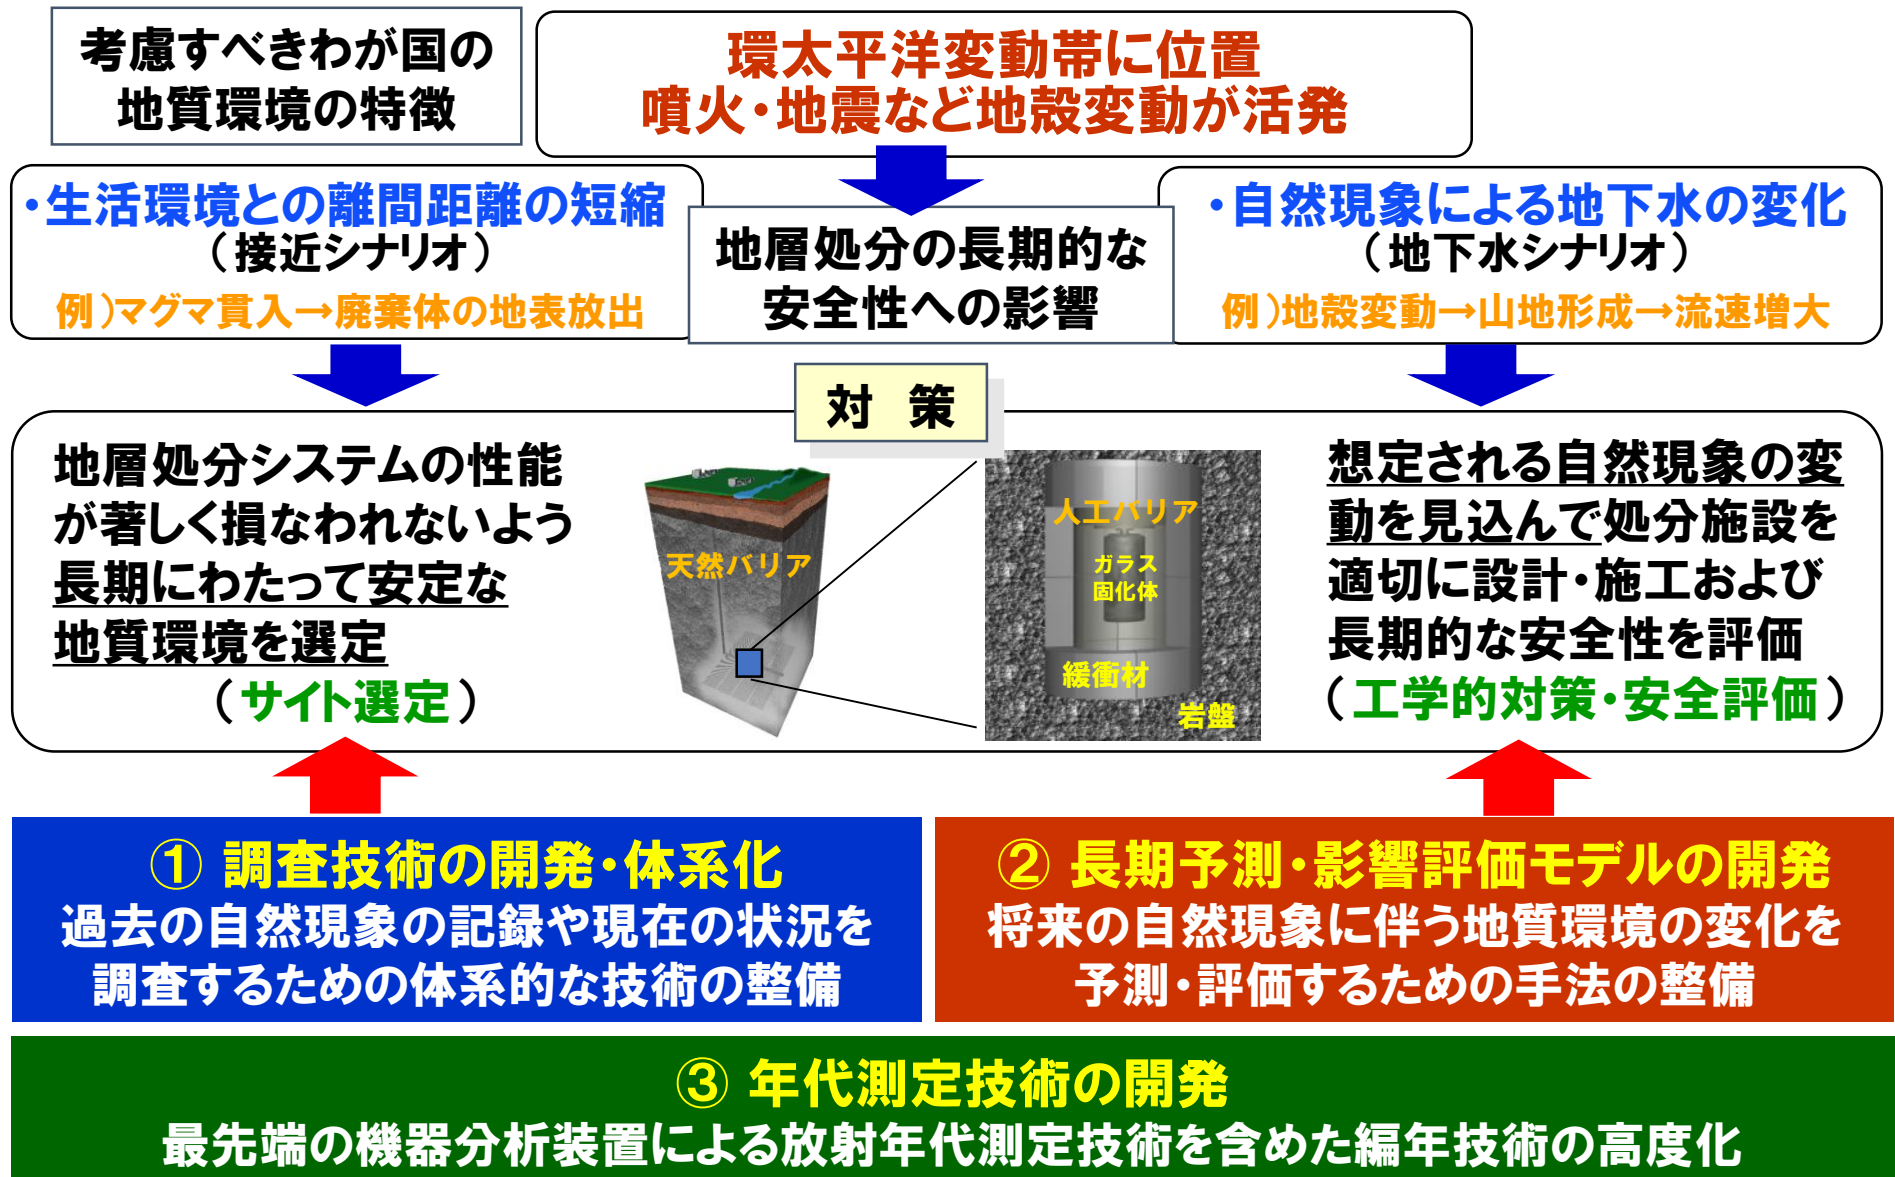 考慮すべきわが国の
地質環境の特徴
環太平洋変動帯に位置
噴火・地震など地殻変動が活発
・生活環境との離間距離の短縮
（接近シナリオ）
例）マグマ貫入→廃棄体の地表放出
地層処分の長期的な
安全性への影響
・自然現象による地下水の変化
（地下水シナリオ）
例）地殻変動→山地形成→流速増大
対　策
地層処分システムの性能
が著しく損なわれないよう
長期にわたって安定な
地質環境を選定
（サイト選定）
天然バリア
人工バリア
ガラス
固化体
緩衝材
岩盤
想定される自然現象の変
動を見込んで処分施設を
適切に設計・施工および
長期的な安全性を評価
（工学的対策・安全評価）
① 調査技術の開発・体系化
過去の自然現象の記録や現在の状況を
調査するための体系的な技術の整備
② 長期予測・影響評価モデルの開発
将来の自然現象に伴う地質環境の変化を
予測・評価するための手法の整備
③ 年代測定技術の開発
最先端の機器分析装置による放射年代測定技術を含めた編年技術の高度化